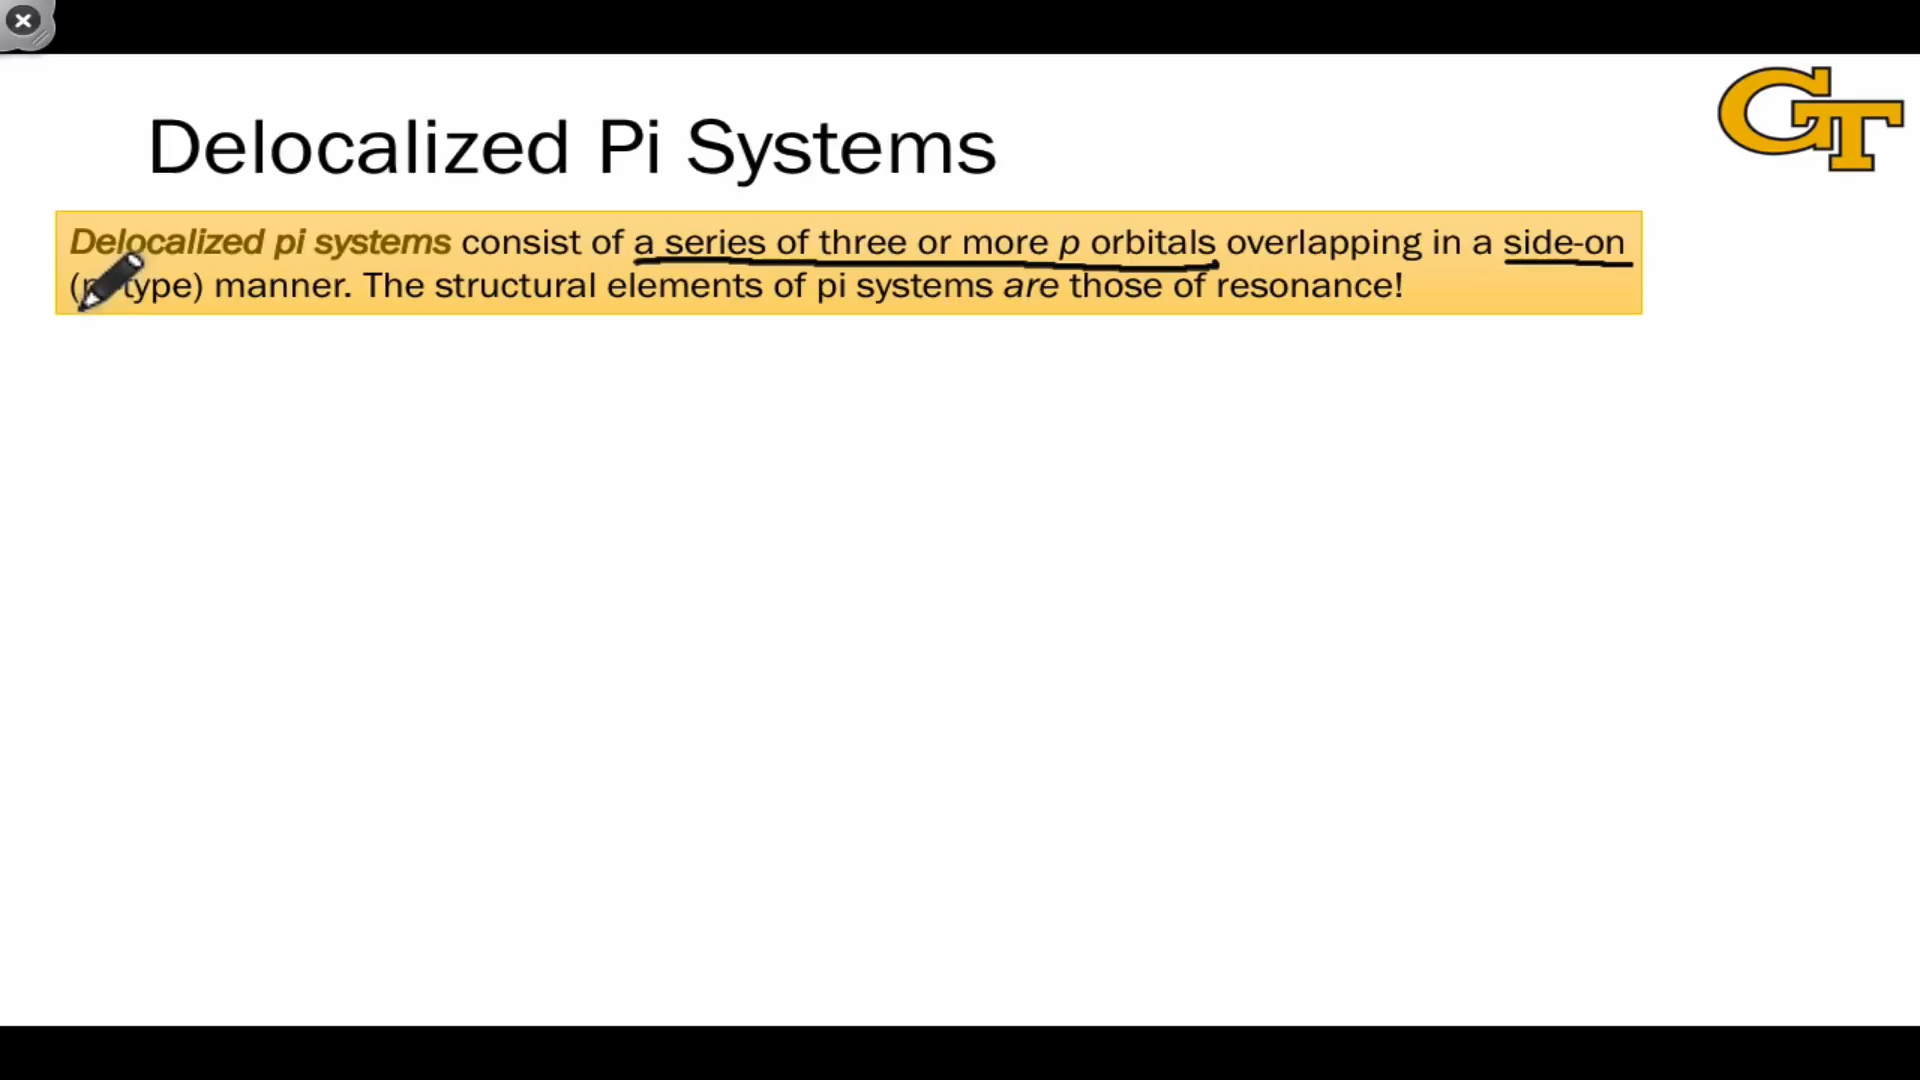 GT
Delocalized Pi Systems
Delocalized pi systems consist of a series of three or more p orbitals overlapping in a side-on
type) manner. The structural elements of pi systems are those of resonance!